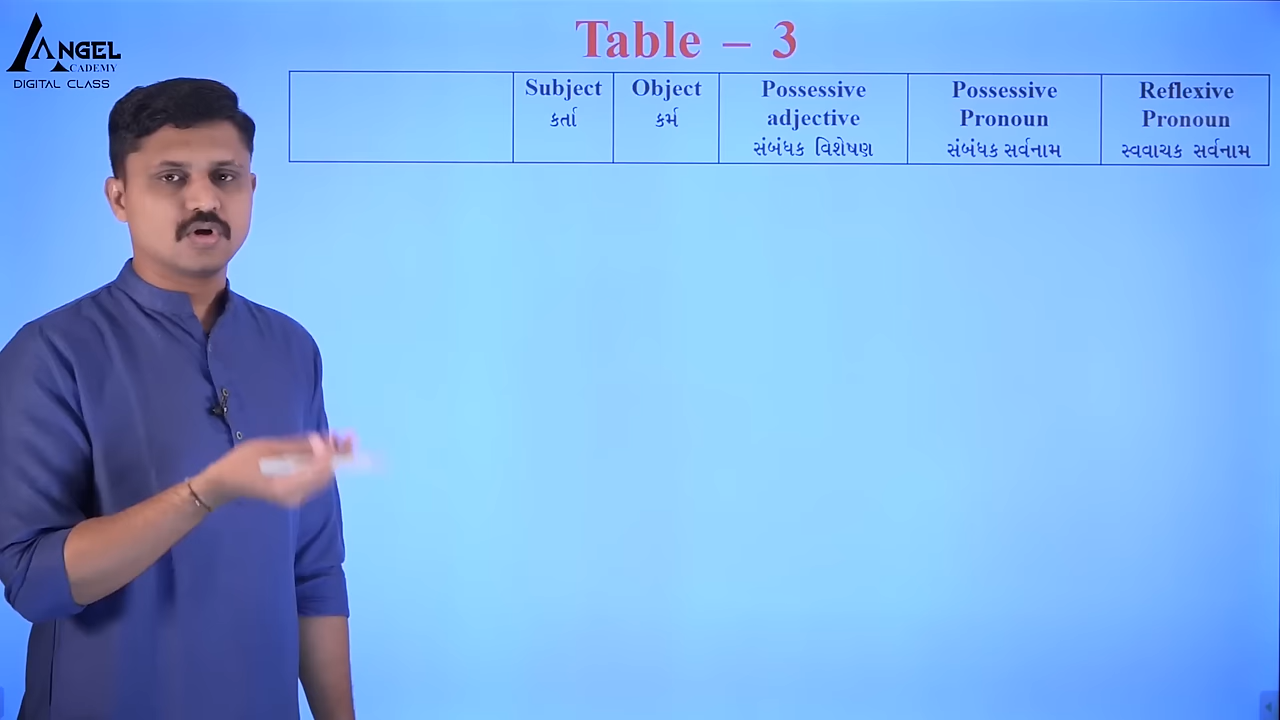 ANGEL
ACADEMY
DIGITAL CLASS
Table – 3
Subject
કર્તા
Object
કર્મ
Possessive
adjective
સંબંધક વિશેષણ
Possessive
Pronoun
સંબંધક સર્વનામ
Reflexive
Pronoun
સ્વવાચક સર્વનામ